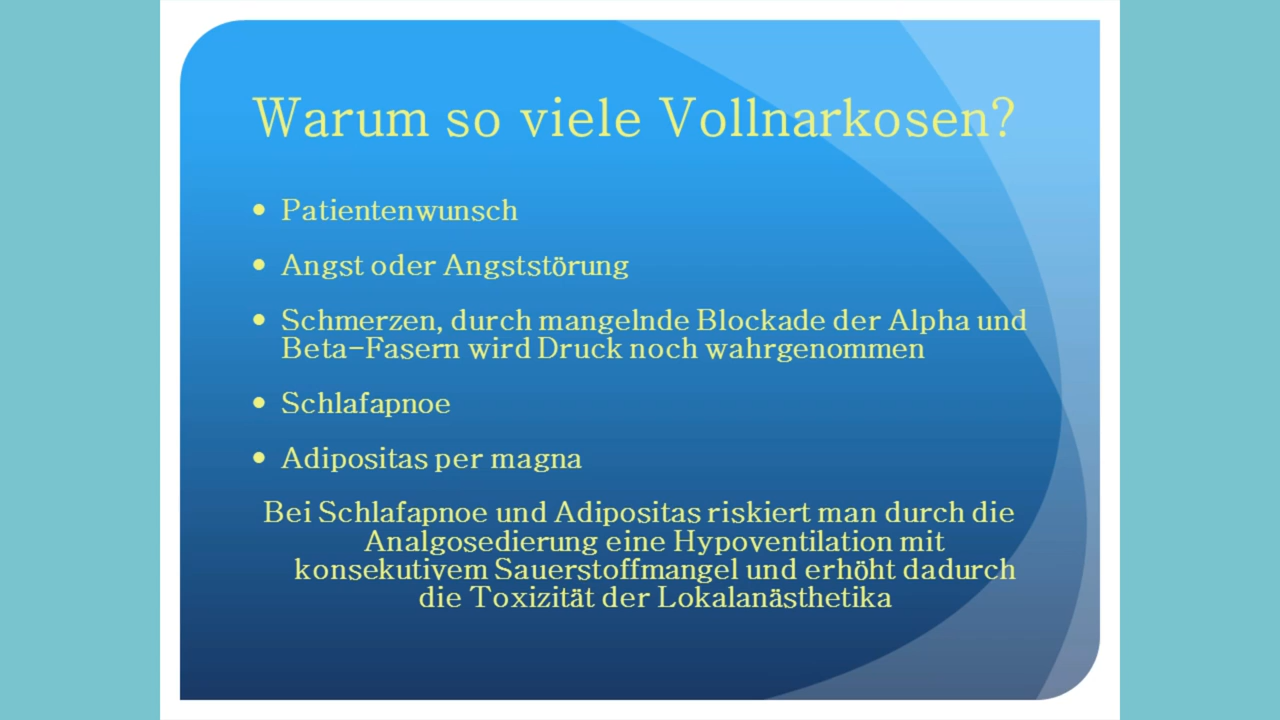 Warum so viele Vollnarkosen?
• Patientenwunsch
• Angst oder Angststörung
• Schmerzen, durch mangelnde Blockade der Alpha und
Beta-Fasern wird Druck noch wahrgenommen
• Schlafapnoe
• Adipositas per magna
Bei Schlafapnoe und Adipositas riskiert man durch die
Analgosedierung eine Hypoventilation mit
konsekutivem Sauerstoffmangel und erhöht dadurch
die Toxizität der Lokalanästhetika